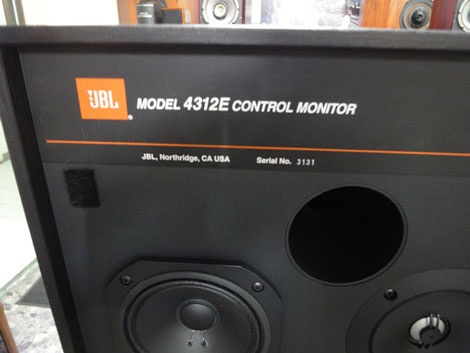 JBL
MODEL 4312E CONTROL MONITOR
JBL, Northridge, CA USA Serial No. 3131